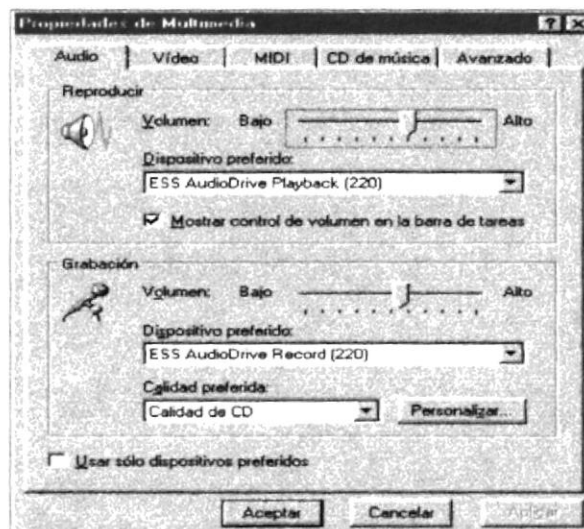 Propiedades de Multimedia
Audio Vídeo MIDI CD de música Avanzado
Reproducir
Volumen: Bajo Alto
Dispositivo preferido:
ESS AudioDrive Playback (220)
Mostrar control de volumen en la barra de tareas
Grabación
Volumen: Bajo Alto
Dispositivo preferido:
ESS AudioDrive Record (220)
Calidad preferida:
Calidad de CD Personalizar...
Usar sólo dispositivos preferidos
Aceptar Cancelar Aplicar